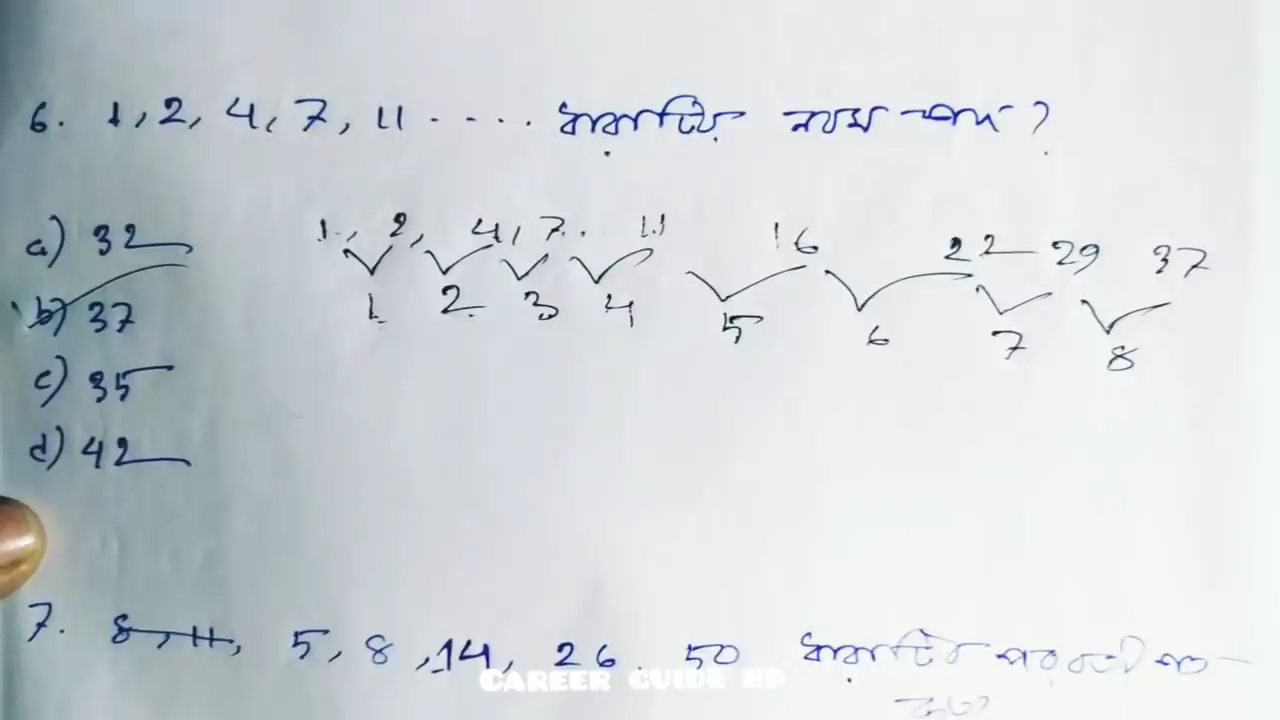 6. 1, 2, 4, 7, 11 . . . . ধারাটির নবম পদ ?
1, 2, 4, 7. 11 16 22 29 37
a) 32
1 2 3 4 5 6 7 8
b) 37
c) 35
d) 42
7. 8, 11, 5, 8, 14, 26. 50 ধারাটির পরবর্তী পদ
কত?
CAREER GUIDE BD